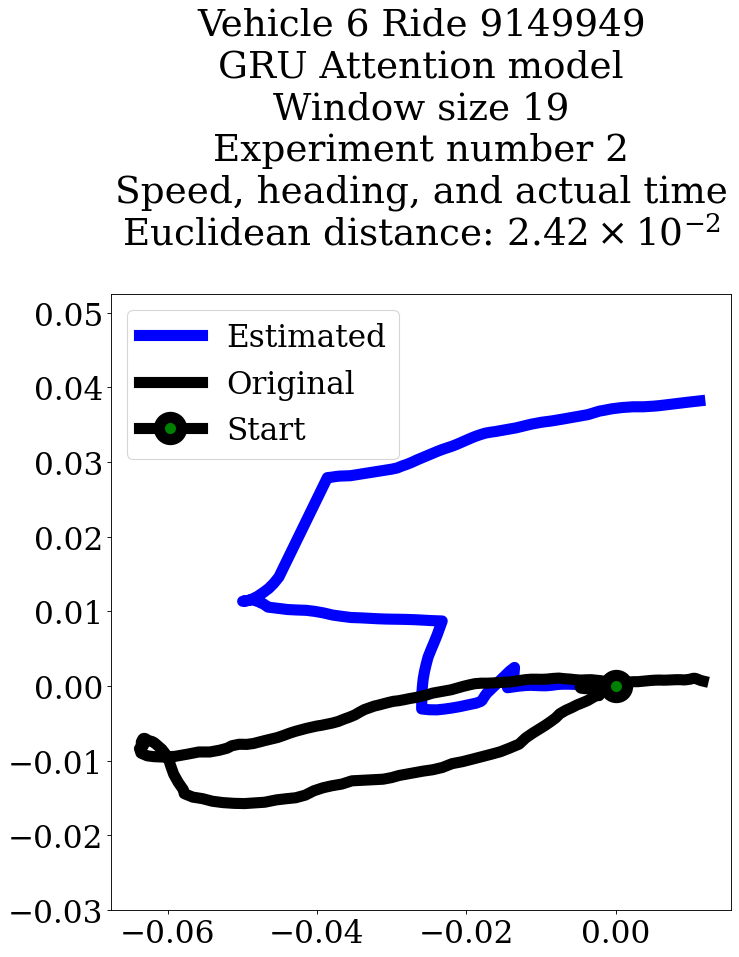 Vehicle 6 Ride 9149949
GRU Attention model
Window size 19
Experiment number 2
Speed, heading, and actual time
Euclidean distance: 2.42 × 10⁻²
0.05
Estimated
0.04
Original
Start
0.03
0.02
0.01
0.00
−0.01
−0.02
−0.03
−0.06 −0.04 −0.02 0.00